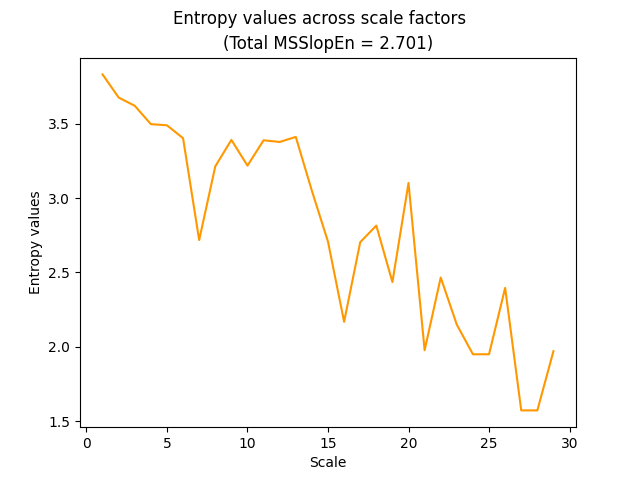 Entropy values across scale factors
(Total MSSlopEn = 2.701)
Entropy values
3.5
3.0
2.5
2.0
1.5
0 5 10 15 20 25 30
Scale